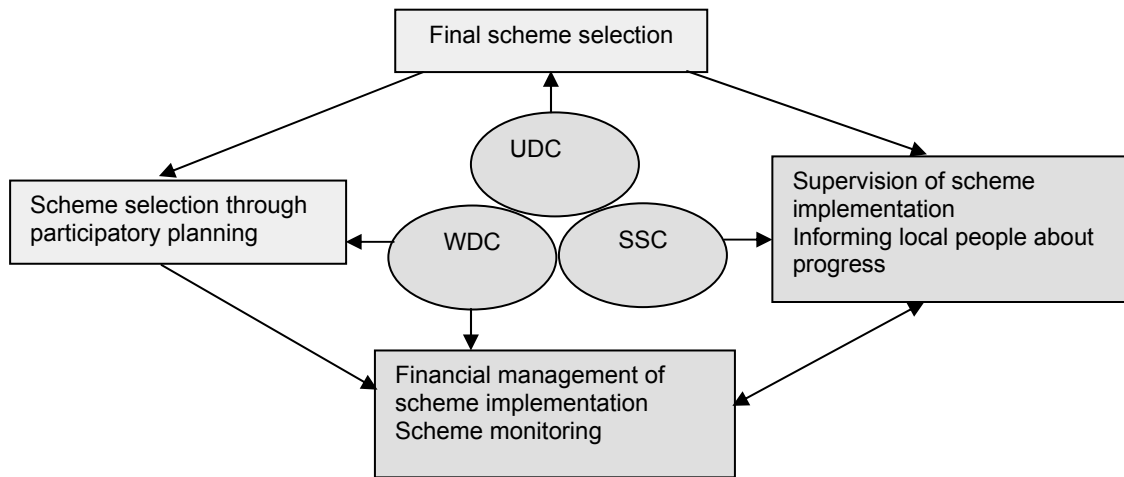 Final scheme selection
UDC
Scheme selection through
participatory planning
WDC
SSC
Supervision of scheme
implementation
Informing local people about
progress
Financial management of
scheme implementation
Scheme monitoring